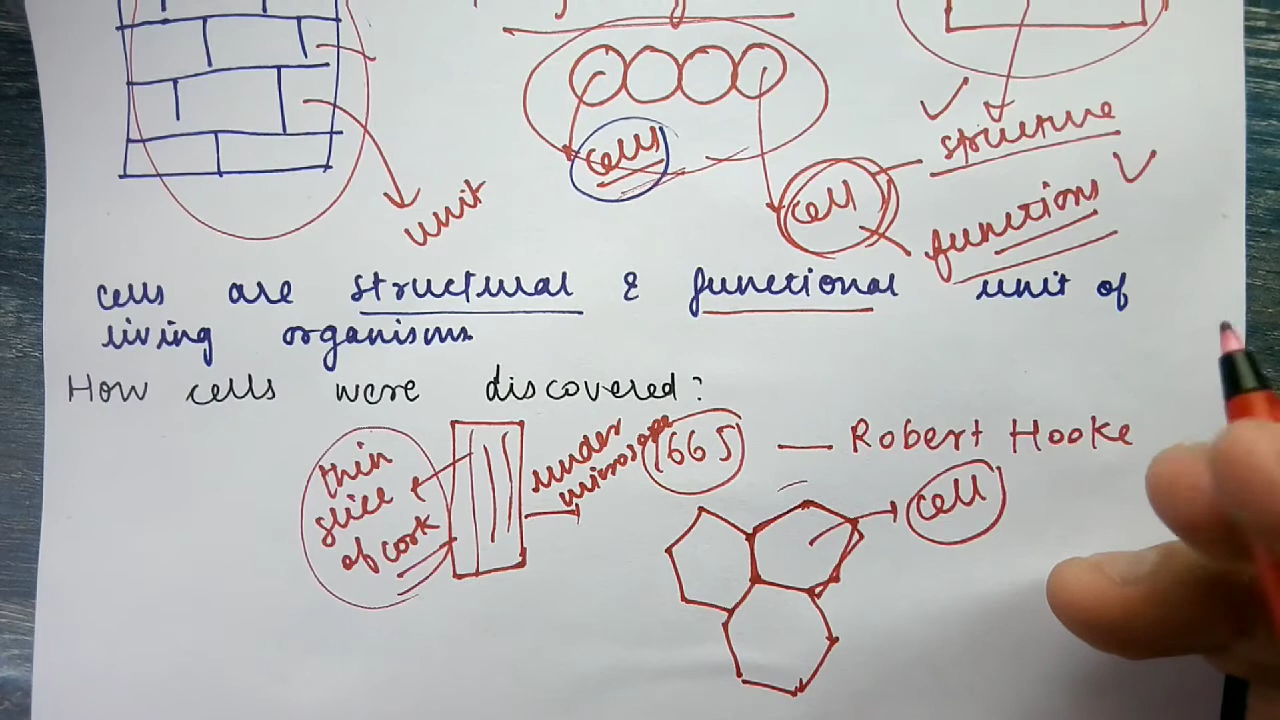 cells
structure
cell
functions
unit
cells are structural & functional unit of
living organisms
How cells were discovered?
thin
slice
of cork
under
microscope
1665 — Robert Hooke
cell